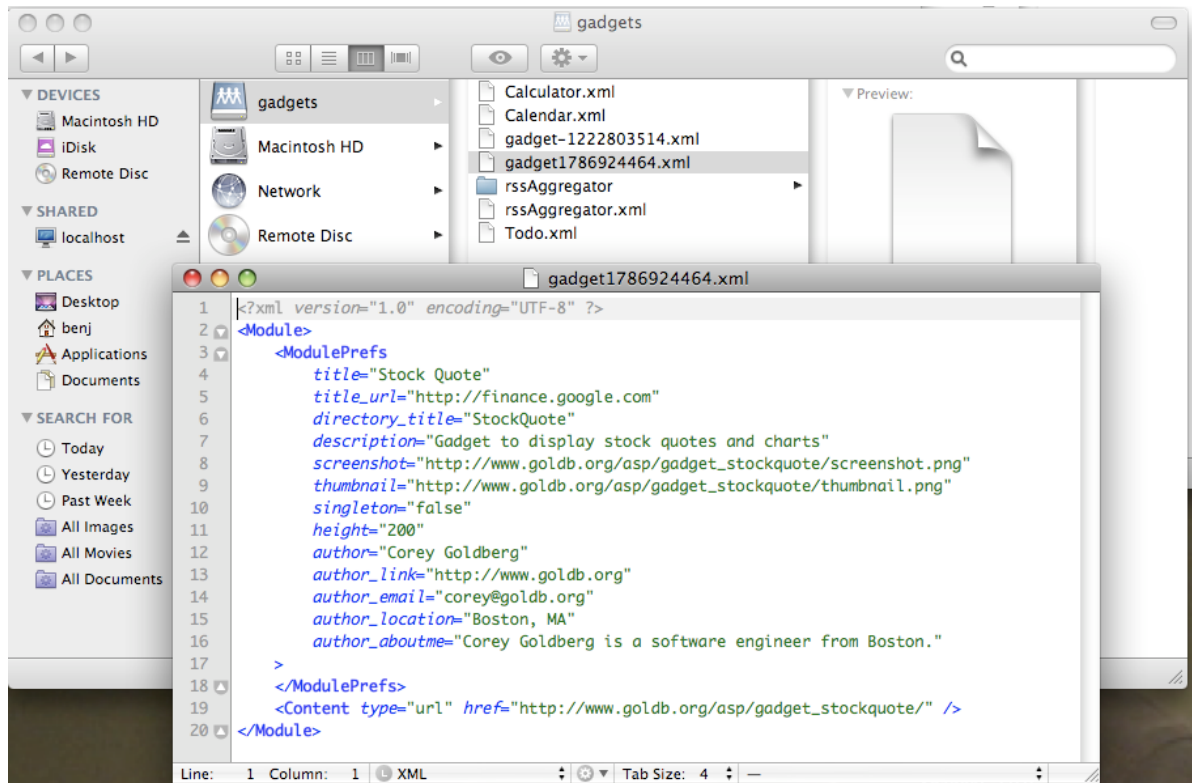 gadgets
DEVICES
Macintosh HD
iDisk
Remote Disc
SHARED
localhost
PLACES
Desktop
benj
Applications
Documents
SEARCH FOR
Today
Yesterday
Past Week
All Images
All Movies
All Documents
gadgets
Macintosh HD
Network
Remote Disc
Calculator.xml
Calendar.xml
gadget-1222803514.xml
gadget1786924464.xml
rssAggregator
rssAggregator.xml
Todo.xml
Preview:
gadget1786924464.xml
1 <?xml version="1.0" encoding="UTF-8" ?>
2 <Module>
3 <ModulePrefs
4 title="Stock Quote"
5 title_url="http://finance.google.com"
6 directory_title="StockQuote"
7 description="Gadget to display stock quotes and charts"
8 screenshot="http://www.goldb.org/asp/gadget_stockquote/screenshot.png"
9 thumbnail="http://www.goldb.org/asp/gadget_stockquote/thumbnail.png"
10 singleton="false"
11 height="200"
12 author="Corey Goldberg"
13 author_link="http://www.goldb.org"
14 author_email="corey@goldb.org"
15 author_location="Boston, MA"
16 author_aboutme="Corey Goldberg is a software engineer from Boston."
17 >
18 </ModulePrefs>
19 <Content type="url" href="http://www.goldb.org/asp/gadget_stockquote/" />
20 </Module>
Line: 1 Column: 1 XML Tab Size: 4 —